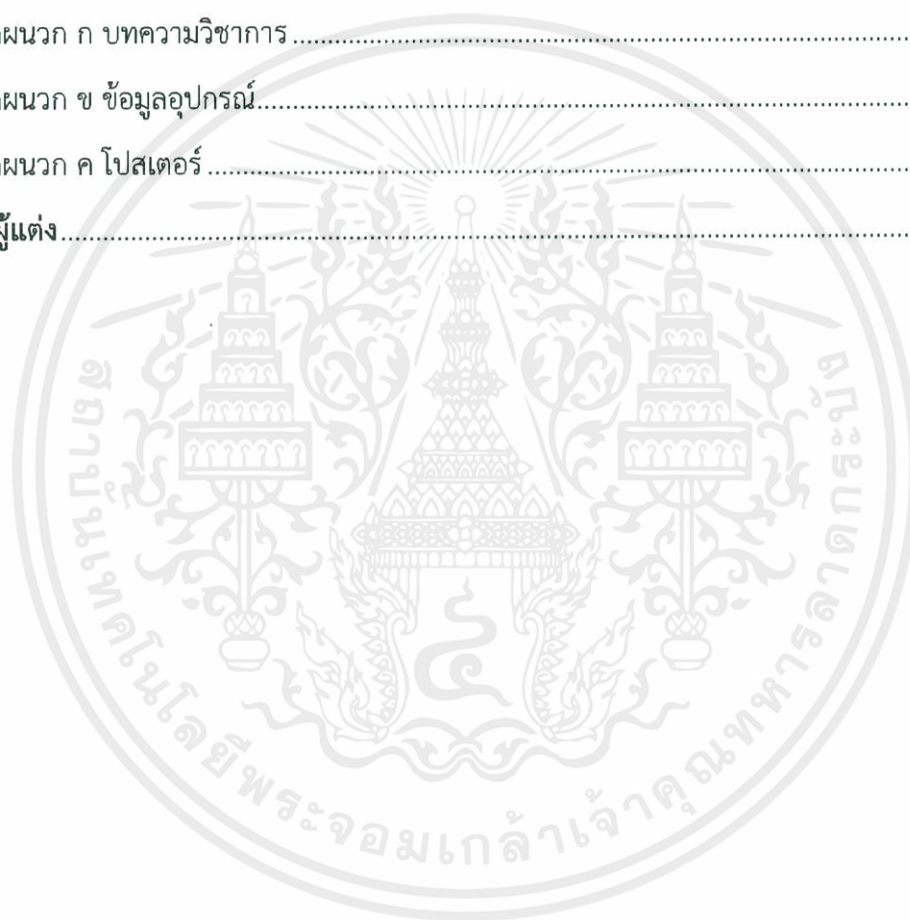 ผนวก ก บทความวิชาการ........................................................
ผนวก ข ข้อมูลอุปกรณ์........................................................
ผนวก ค โปสเตอร์........................................................
ผู้แต่ง........................................................
๔
สถาบันเทคโนโลยีพระจอมเกล้าเจ้าคุณทหารลาดกระบัง